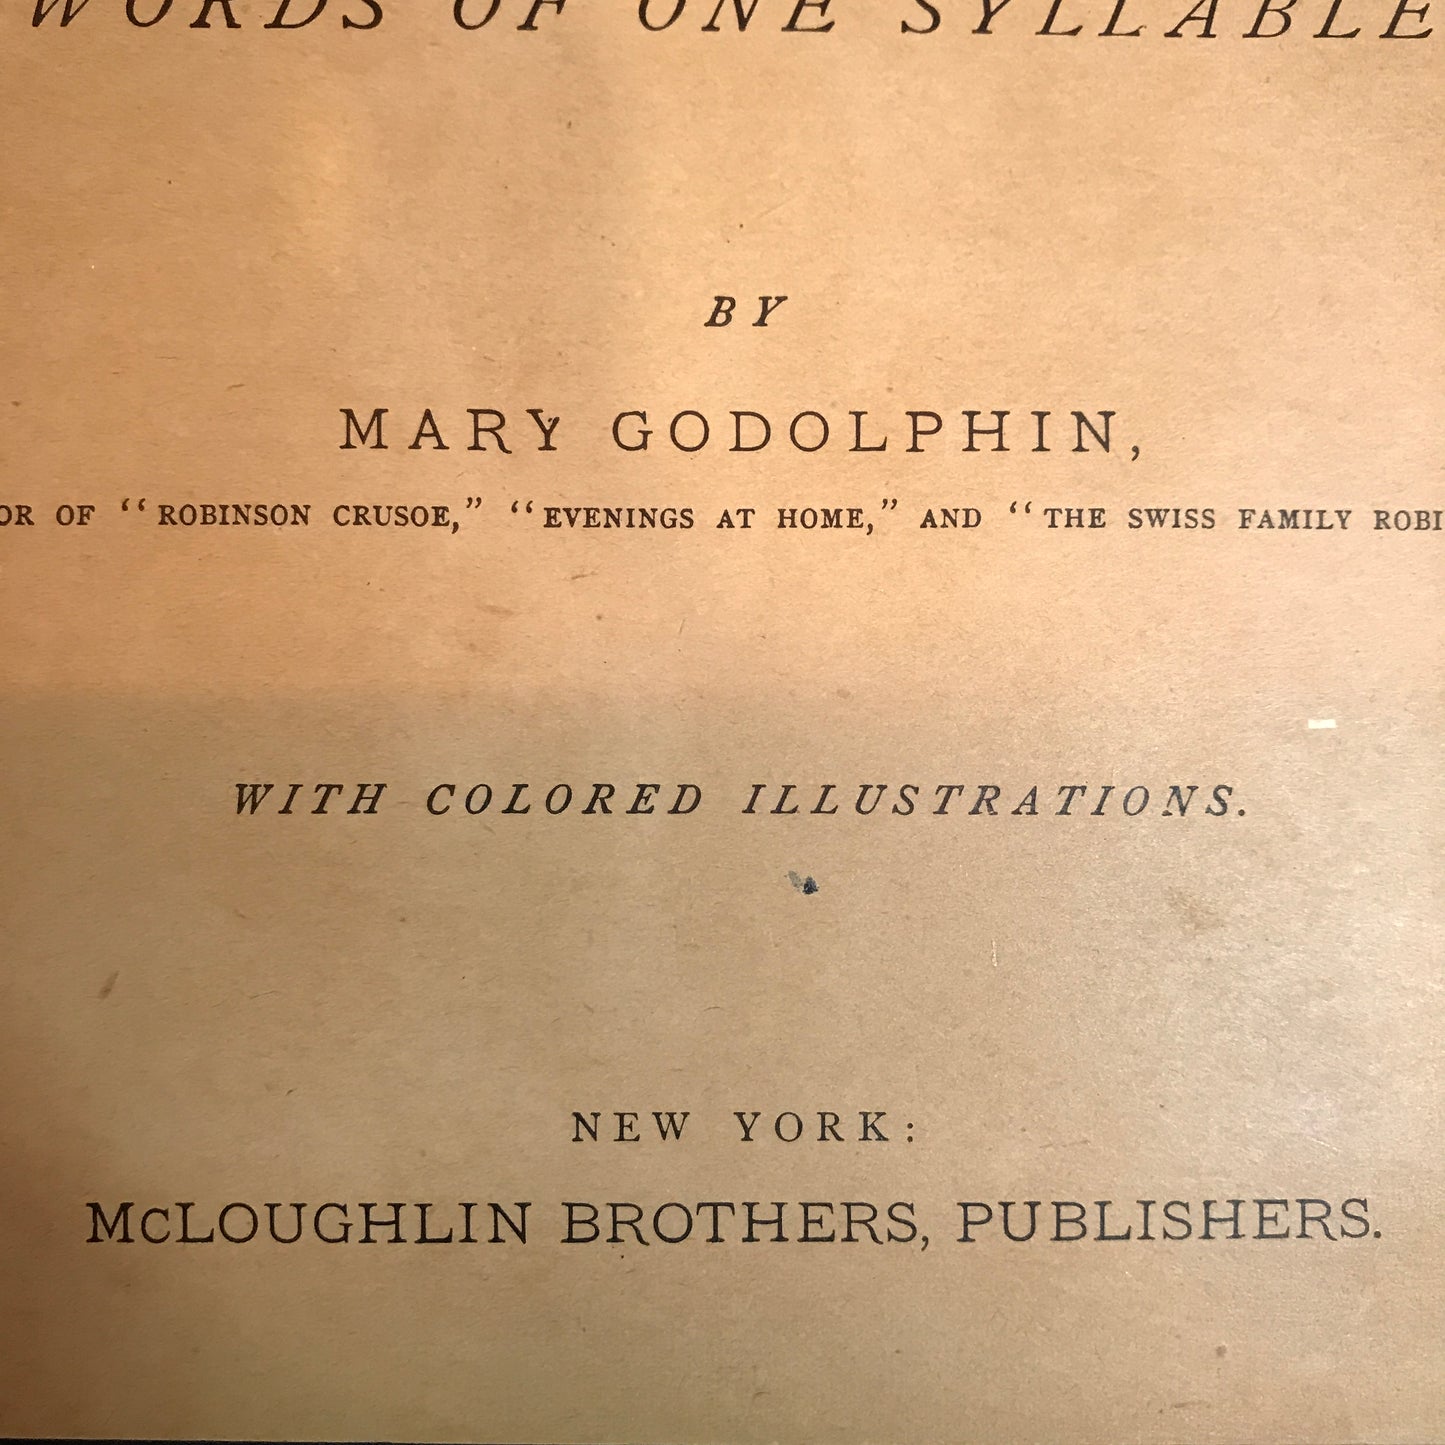 WORDS OF ONE SYLLABLE
BY
MARY GODOLPHIN,
OR OF "ROBINSON CRUSOE," "EVENINGS AT HOME," AND "THE SWISS FAMILY ROBI
WITH COLORED ILLUSTRATIONS.
NEW YORK:
McLOUGHLIN BROTHERS, PUBLISHERS.